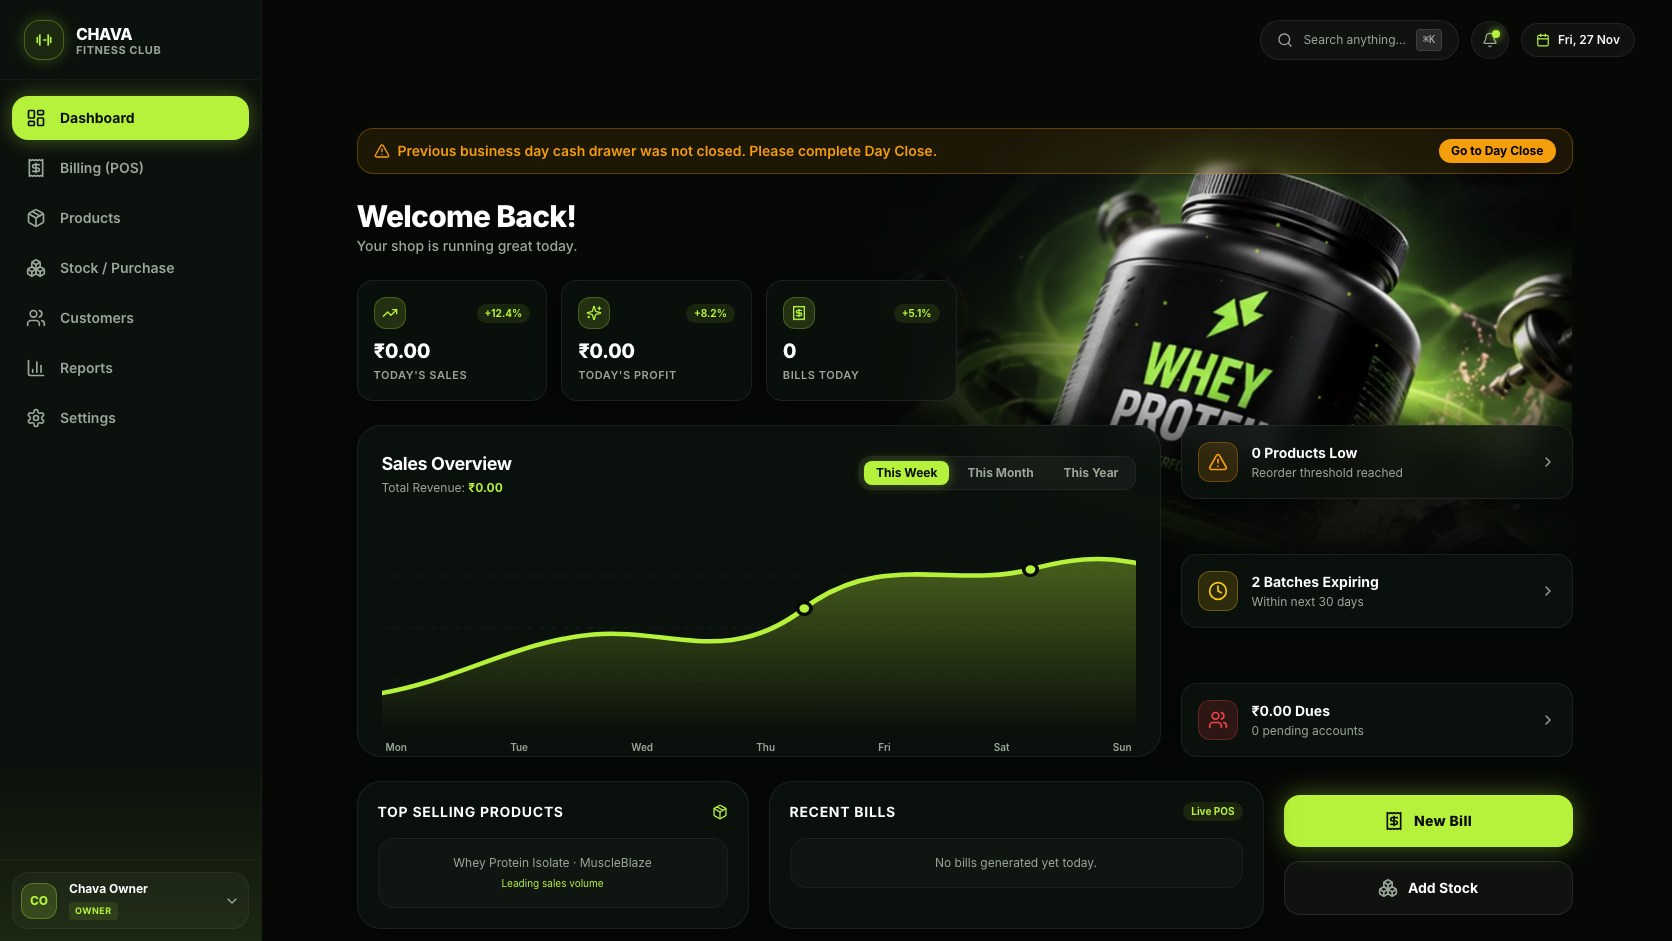 CHAVA
FITNESS CLUB
Search anything...
⌘K
Fri, 27 Nov
Dashboard
Billing (POS)
Products
Stock / Purchase
Customers
Reports
Settings
Previous business day cash drawer was not closed. Please complete Day Close.
Go to Day Close
Welcome Back!
Your shop is running great today.
+12.4%
₹0.00
TODAY'S SALES
+8.2%
₹0.00
TODAY'S PROFIT
+5.1%
0
BILLS TODAY
WHEY
PROTEIN
Sales Overview
Total Revenue: ₹0.00
This Week
This Month
This Year
Mon
Tue
Wed
Thu
Fri
Sat
Sun
0 Products Low
Reorder threshold reached
2 Batches Expiring
Within next 30 days
₹0.00 Dues
0 pending accounts
TOP SELLING PRODUCTS
Whey Protein Isolate · MuscleBlaze
Leading sales volume
RECENT BILLS
Live POS
No bills generated yet today.
New Bill
Add Stock
CO
Chava Owner
OWNER